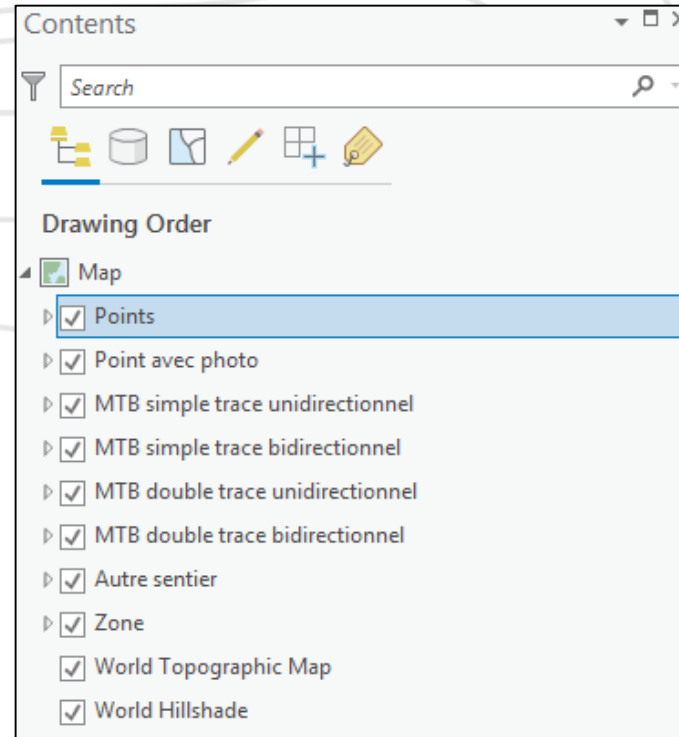 Contents
Search
Drawing Order
Map
Points
Point avec photo
MTB simple trace unidirectionnel
MTB simple trace bidirectionnel
MTB double trace unidirectionnel
MTB double trace bidirectionnel
Autre sentier
Zone
World Topographic Map
World Hillshade